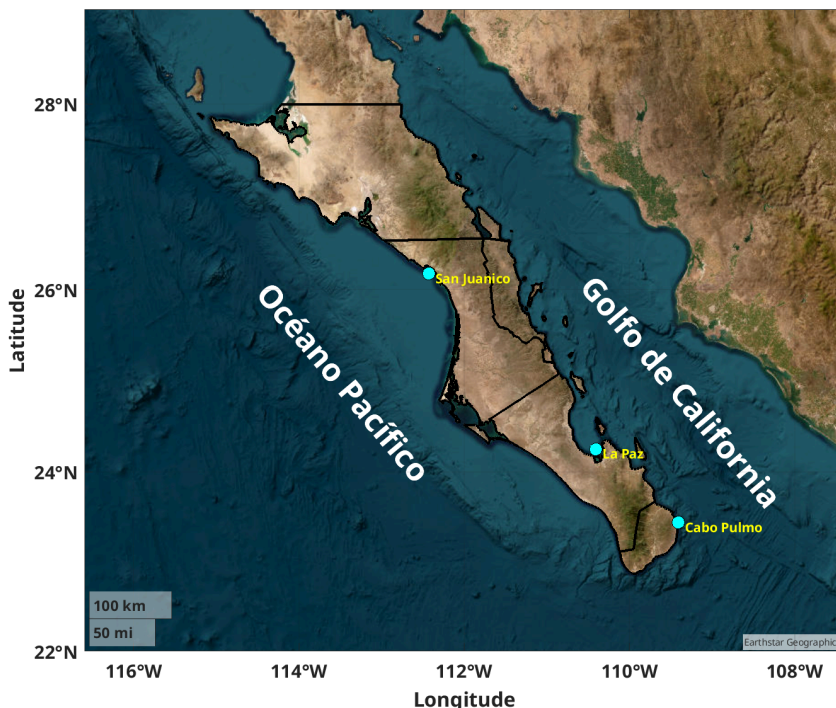 28°N
26°N
24°N
22°N
Latitude
San Juanico
Océano Pacífico
Golfo de California
La Paz
Cabo Pulmo
100 km
50 mi
Earthstar Geographic
116°W
114°W
112°W
110°W
108°W
Longitude